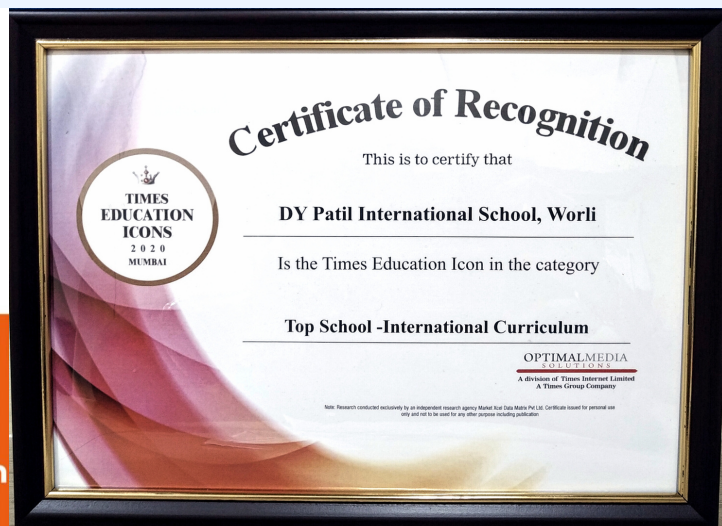 Certificate of Recognition
This is to certify that
TIMES
EDUCATION
ICONS
2020
MUMBAI
DY Patil International School, Worli
Is the Times Education Icon in the category
Top School -International Curriculum
OPTIMALMEDIA
SOLUTIONS
A division of Times Internet Limited
A Times Group Company
Note: Research conducted exclusively by an independent research agency Market Xcel Data Matrix Pvt Ltd. Certificate issued for personal use
only and not to be used for any other purpose including publication